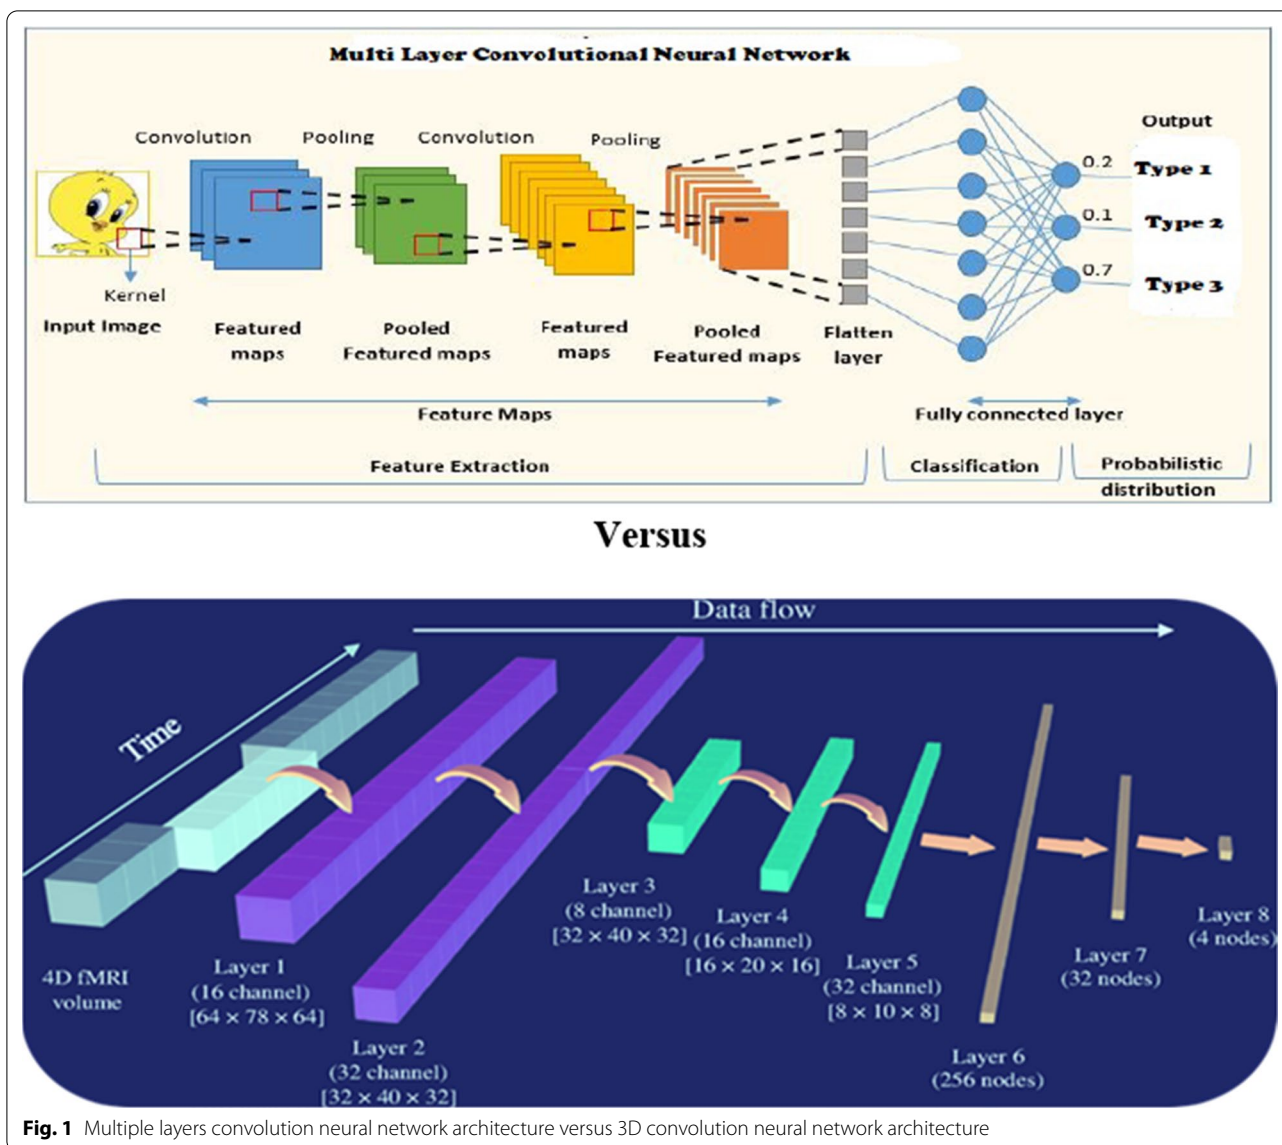 Multi Layer Convolutional Neural Network
Convolution
Pooling
Convolution
Pooling
Output
0.2
Type 1
0.1
Type 2
0.7
Type 3
Kernel
Input Image
Featured
maps
Pooled
Featured maps
Featured
maps
Pooled
Featured maps
Flatten
layer
Feature Maps
Fully connected layer
Feature Extraction
Classification
Probabilistic
distribution
Versus
Data flow
Time
4D fMRI
volume
Layer 1
(16 channel)
[64 × 78 × 64]
Layer 2
(32 channel)
[32 × 40 × 32]
Layer 3
(8 channel)
[32 × 40 × 32]
Layer 4
(16 channel)
[16 × 20 × 16]
Layer 5
(32 channel)
[8 × 10 × 8]
Layer 6
(256 nodes)
Layer 7
(32 nodes)
Layer 8
(4 nodes)
Fig. 1 Multiple layers convolution neural network architecture versus 3D convolution neural network architecture